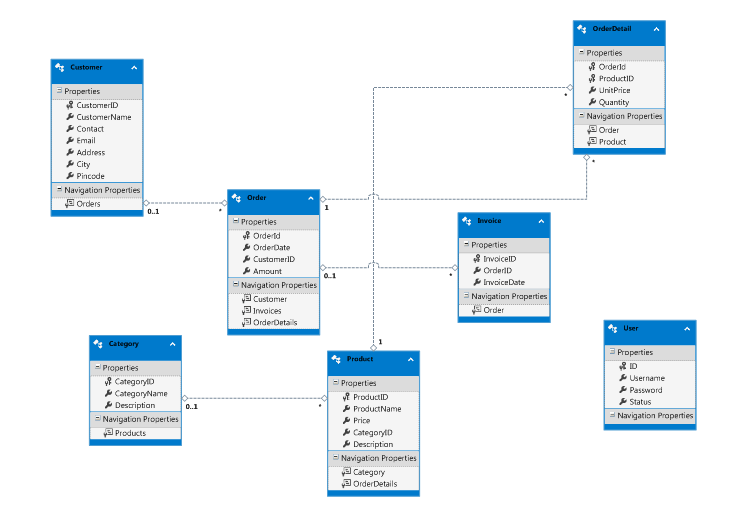 OrderDetail
Properties
OrderId
ProductID
UnitPrice
Quantity
Navigation Properties
Order
Product
*
*
Customer
Properties
CustomerID
CustomerName
Contact
Email
Address
City
Pincode
Navigation Properties
Orders
0..1
*
Order
Properties
OrderId
OrderDate
CustomerID
Amount
Navigation Properties
Customer
Invoices
OrderDetails
1
0..1
*
Invoice
Properties
InvoiceID
OrderID
InvoiceDate
Navigation Properties
Order
Category
Properties
CategoryID
CategoryName
Description
Navigation Properties
Products
0..1
*
1
Product
Properties
ProductID
ProductName
Price
CategoryID
Description
Navigation Properties
Category
OrderDetails
User
Properties
ID
Username
Password
Status
Navigation Properties